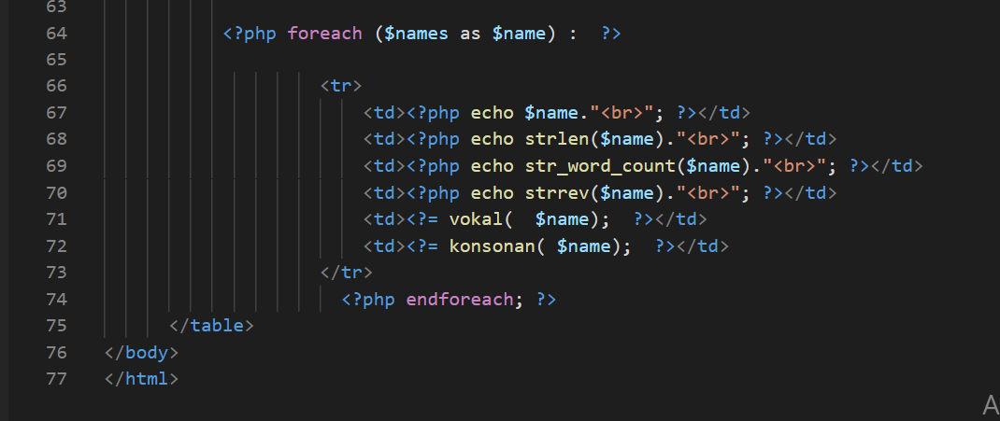 63
64 <?php foreach ($names as $name) :  ?>
65
66 <tr>
67 <td><?php echo $name."<br>"; ?></td>
68 <td><?php echo strlen($name)."<br>"; ?></td>
69 <td><?php echo str_word_count($name)."<br>"; ?></td>
70 <td><?php echo strrev($name)."<br>"; ?></td>
71 <td><?= vokal(  $name);  ?></td>
72 <td><?= konsonan( $name);  ?></td>
73 </tr>
74 <?php endforeach; ?>
75 </table>
76 </body>
77 </html>
A